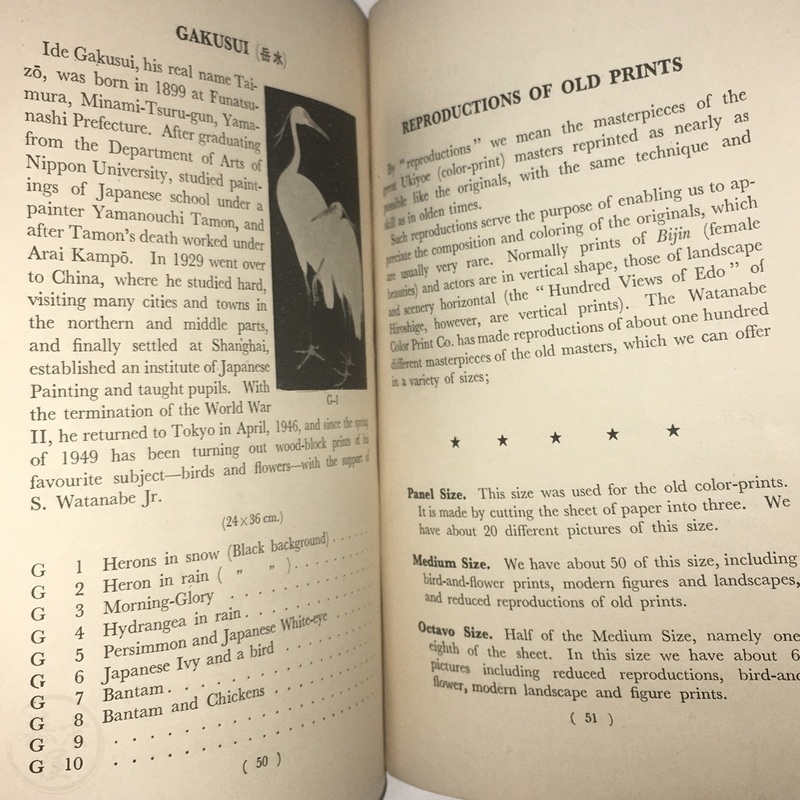 GAKUSUI (岳水)
Ide Gakusui, his real name Tai-
zō, was born in 1899 at Funatsu-
mura, Minami-Tsuru-gun, Yama-
nashi Prefecture. After graduating
from the Department of Arts of
Nippon University, studied paint-
ings of Japanese school under a
painter Yamanouchi Tamon, and
after Tamon's death worked under
Arai Kampō. In 1929 went over
to China, where he studied hard,
visiting many cities and towns in
the northern and middle parts,
and finally settled at Shanghai,
established an institute of Japanese
Painting and taught pupils. With
the termination of the World War
G-1
II, he returned to Tokyo in April, 1946, and since the spring
of 1949 has been turning out wood-block prints of his
favourite subject—birds and flowers—with the support of
S. Watanabe Jr.
(24×36 cm.)
G 1 Herons in snow (Black background) . . . . .
G 2 Heron in rain ( " " ) . . . . . . . .
G 3 Morning-Glory . . . . . . . . . .
G 4 Hydrangea in rain . . . . . . . . .
G 5 Persimmon and Japanese White-eye . . . . .
G 6 Japanese Ivy and a bird . . . . . . . .
G 7 Bantam . . . . . . . . . . . .
G 8 Bantam and Chickens . . . . . . . .
G 9 . . . . . . . . . . . . . .
G 10 . . . . . . . . . . . . . .
( 50 )
REPRODUCTIONS OF OLD PRINTS
By "reproductions" we mean the masterpieces of the
great Ukiyoe (color-print) masters reprinted as nearly as
possible like the originals, with the same technique and
skill as in olden times.
Such reproductions serve the purpose of enabling us to ap-
preciate the composition and coloring of the originals, which
are usually very rare. Normally prints of Bijin (female
beauties) and actors are in vertical shape, those of landscape
and scenery horizontal (the "Hundred Views of Edo" of
Hiroshige, however, are vertical prints). The Watanabe
Color Print Co. has made reproductions of about one hundred
different masterpieces of the old masters, which we can offer
in a variety of sizes;
★ ★ ★ ★ ★
Panel Size. This size was used for the old color-prints.
It is made by cutting the sheet of paper into three. We
have about 20 different pictures of this size.
Medium Size. We have about 50 of this size, including
bird-and-flower prints, modern figures and landscapes,
and reduced reproductions of old prints.
Octavo Size. Half of the Medium Size, namely one
eighth of the sheet. In this size we have about 6
pictures including reduced reproductions, bird-and
flower, modern landscape and figure prints.
( 51 )